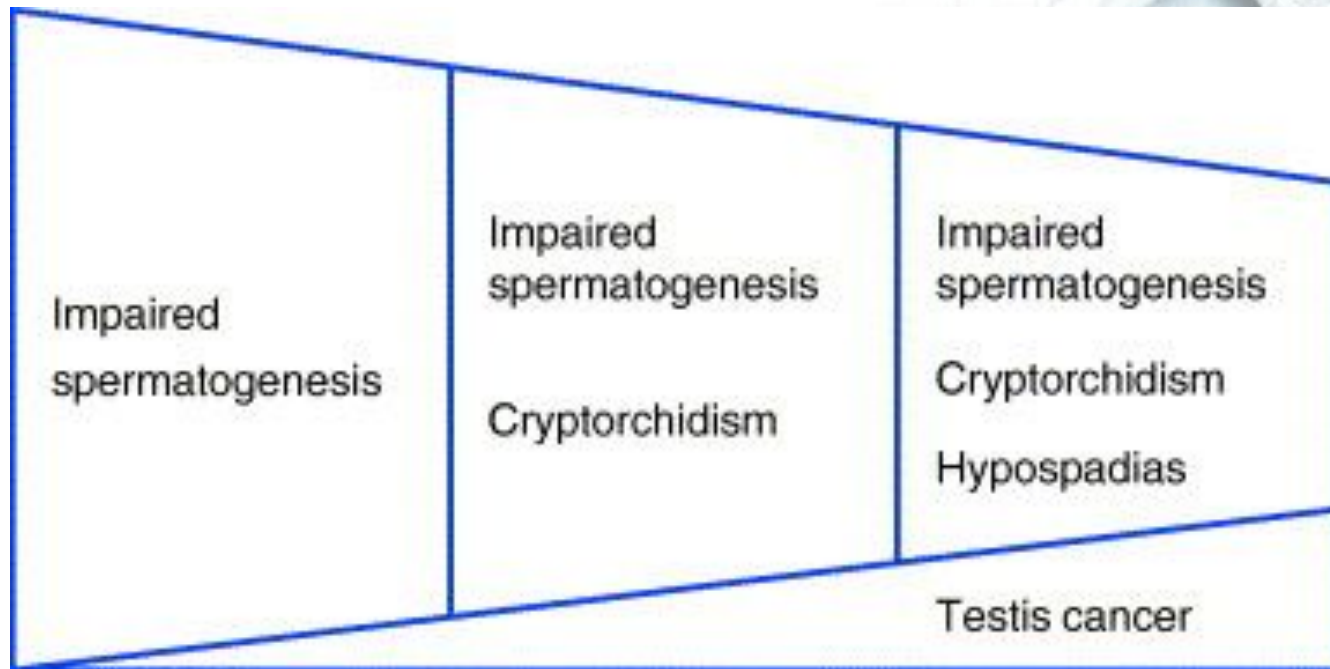 Impaired
spermatogenesis
Impaired
spermatogenesis
Cryptorchidism
Impaired
spermatogenesis
Cryptorchidism
Hypospadias
Testis cancer